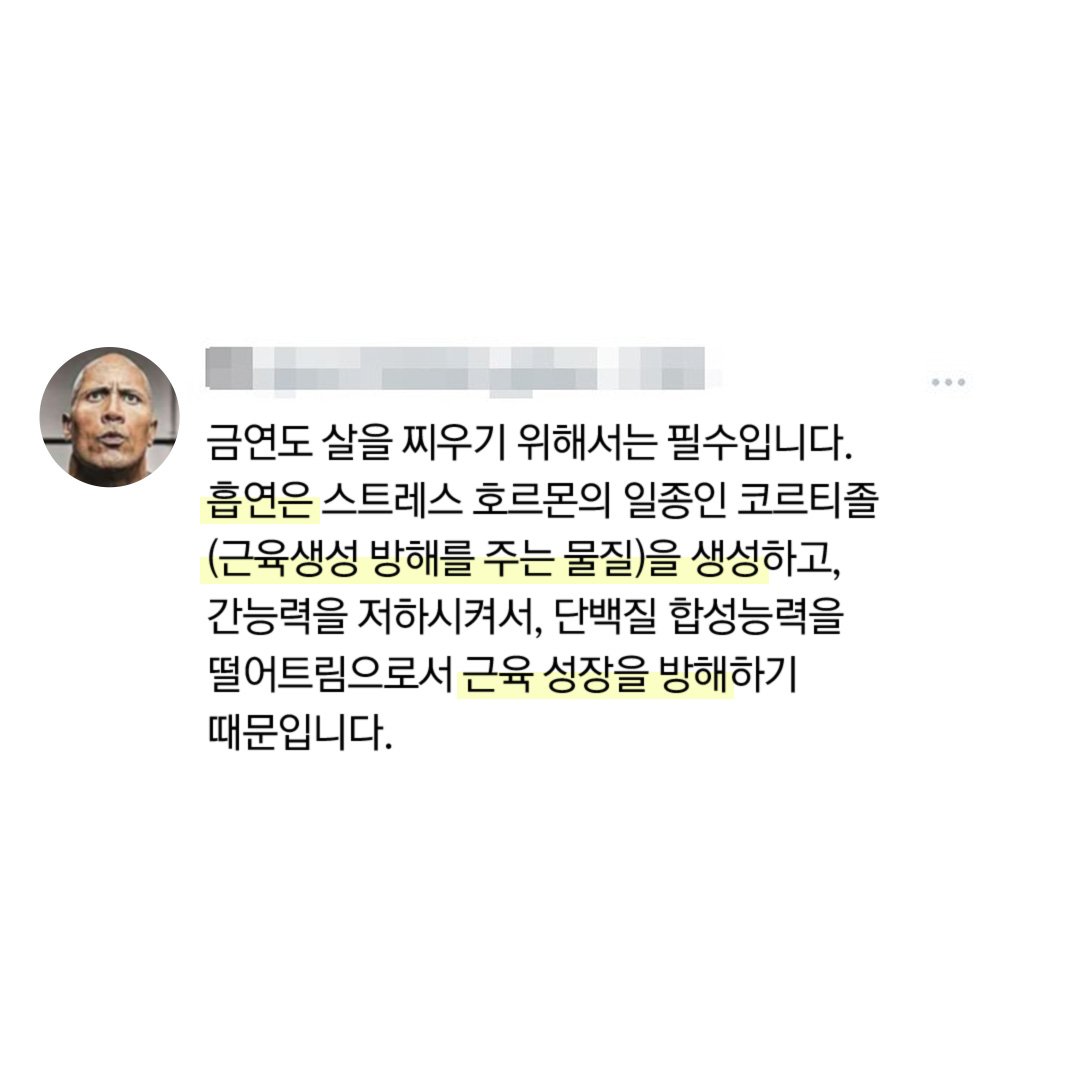 금연도 살을 찌우기 위해서는 필수입니다.
흡연은 스트레스 호르몬의 일종인 코르티졸
(근육생성 방해를 주는 물질)을 생성하고,
간능력을 저하시켜서, 단백질 합성능력을
떨어트림으로서 근육 성장을 방해하기
때문입니다.